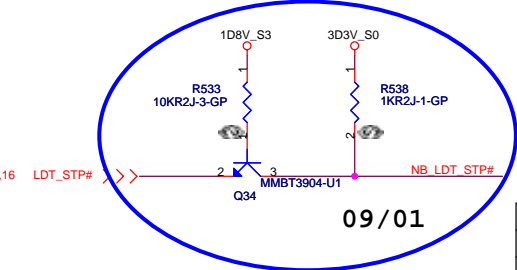 1D8V_S3
3D3V_S0
1
1
R533
10KR2J-3-GP
R538
1KR2J-1-GP
2
,16
LDT_STP#
2
3
MMBT3904-U1
NB_LDT_STP#
Q34
09/01